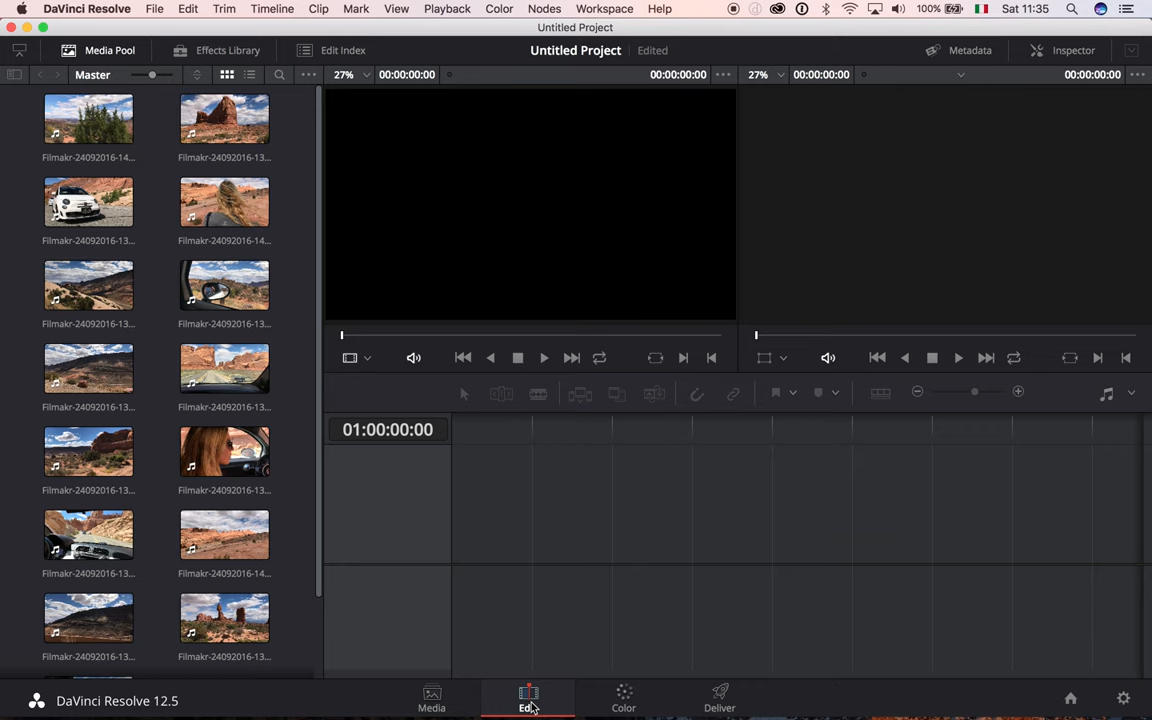 DaVinci Resolve File Edit Trim Timeline Clip Mark View Playback Color Nodes Workspace Help 100% Sat 11:35
Untitled Project
Media Pool Effects Library Edit Index Untitled Project Edited Metadata Inspector
Master 27% 00:00:00:00 00:00:00:00 27% 00:00:00:00 00:00:00:00
Filmakr-24092016-14... Filmakr-24092016-13...
Filmakr-24092016-13... Filmakr-24092016-14...
Filmakr-24092016-13... Filmakr-24092016-13...
Filmakr-24092016-13... Filmakr-24092016-13...
01:00:00:00
Filmakr-24092016-13... Filmakr-24092016-13...
Filmakr-24092016-13... Filmakr-24092016-14...
Filmakr-24092016-13... Filmakr-24092016-13...
DaVinci Resolve 12.5 Media Edit Color Deliver